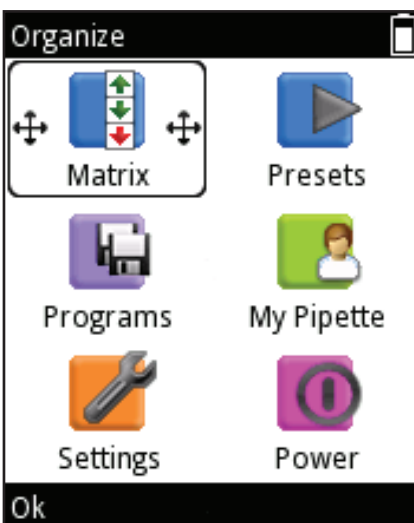 Organize
Matrix
Presets
Programs
My Pipette
Settings
Power
Ok